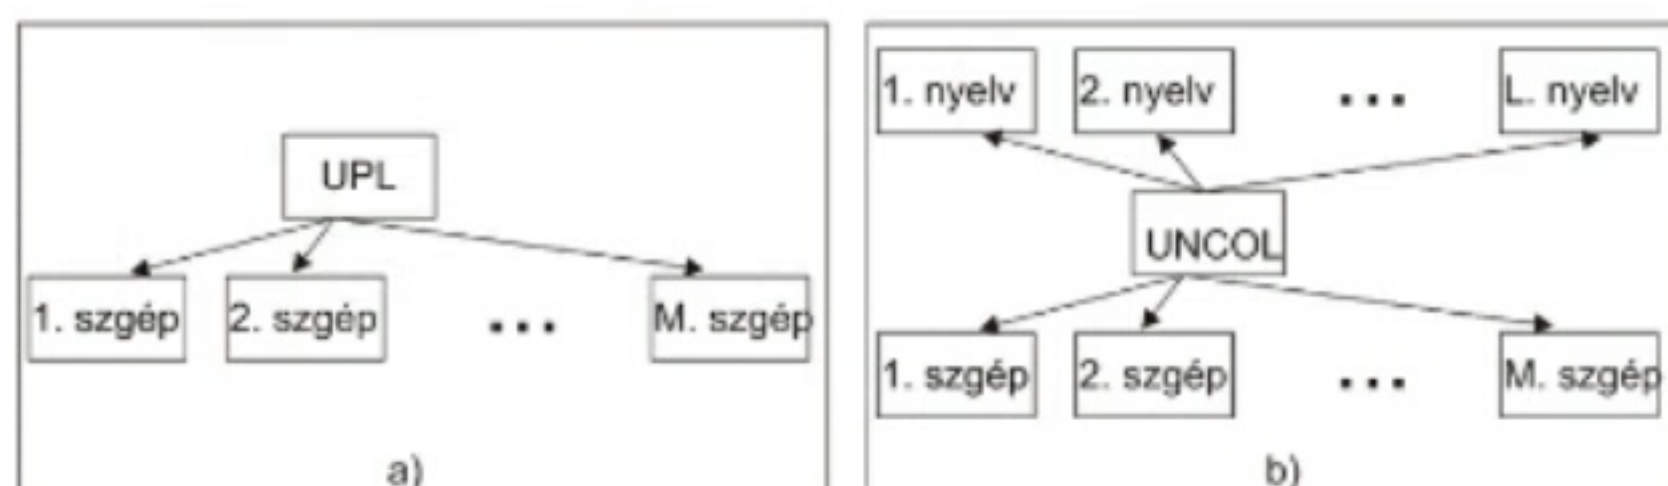 UPL
1. szgép 2. szgép ... M. szgép
a)
1. nyelv 2. nyelv ... L. nyelv
UNCOL
1. szgép 2. szgép ... M. szgép
b)